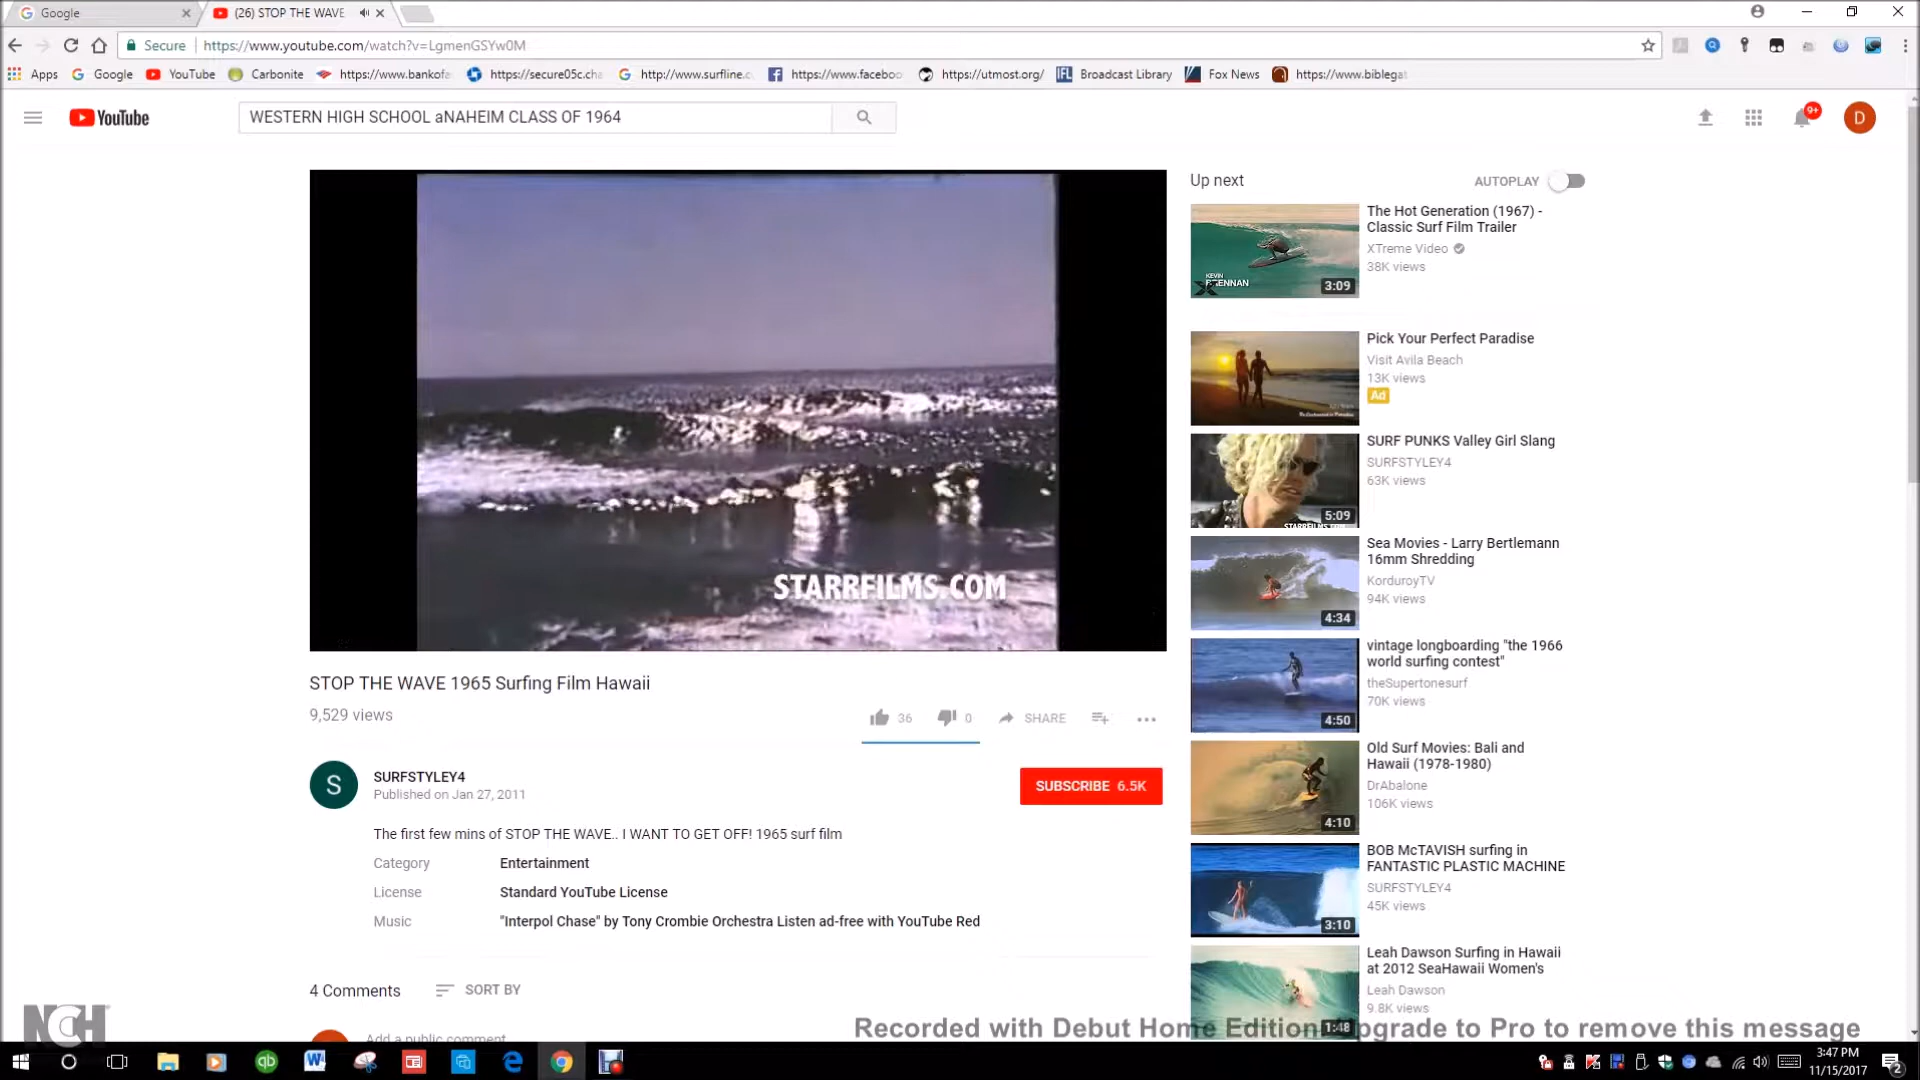 Google
(26) STOP THE WAVE
Secure
https://www.youtube.com/watch?v=LgmenGSYw0M
Apps
Google
YouTube
Carbonite
https://www.bankofa
https://secure05c.cha
http://www.surfline.c
https://www.faceboo
https://utmost.org/
IFL
Broadcast Library
Fox News
https://www.biblegat
YouTube
WESTERN HIGH SCHOOL aNAHEIM CLASS OF 1964
9+
D
STARRFILMS.COM
STOP THE WAVE 1965 Surfing Film Hawaii
9,529 views
36
0
SHARE
S
SURFSTYLEY4
Published on Jan 27, 2011
SUBSCRIBE 6.5K
The first few mins of STOP THE WAVE.. I WANT TO GET OFF! 1965 surf film
Category Entertainment
License Standard YouTube License
Music "Interpol Chase" by Tony Crombie Orchestra Listen ad-free with YouTube Red
4 Comments
SORT BY
Add a public comment
Up next
AUTOPLAY
KEVIN
BRENNAN
3:09
The Hot Generation (1967) -
Classic Surf Film Trailer
XTreme Video
38K views
Pick Your Perfect Paradise
Visit Avila Beach
13K views
Ad
STARRFILMS.COM
5:09
SURF PUNKS Valley Girl Slang
SURFSTYLEY4
63K views
4:34
Sea Movies - Larry Bertlemann
16mm Shredding
KorduroyTV
94K views
4:50
vintage longboarding "the 1966
world surfing contest"
theSupertonesurf
70K views
4:10
Old Surf Movies: Bali and
Hawaii (1978-1980)
DrAbalone
106K views
3:10
BOB McTAVISH surfing in
FANTASTIC PLASTIC MACHINE
SURFSTYLEY4
45K views
1:48
Leah Dawson Surfing in Hawaii
at 2012 SeaHawaii Women's
Leah Dawson
9.8K views
NCH
Recorded with Debut Home Edition. Upgrade to Pro to remove this message
3:47 PM
11/15/2017
2